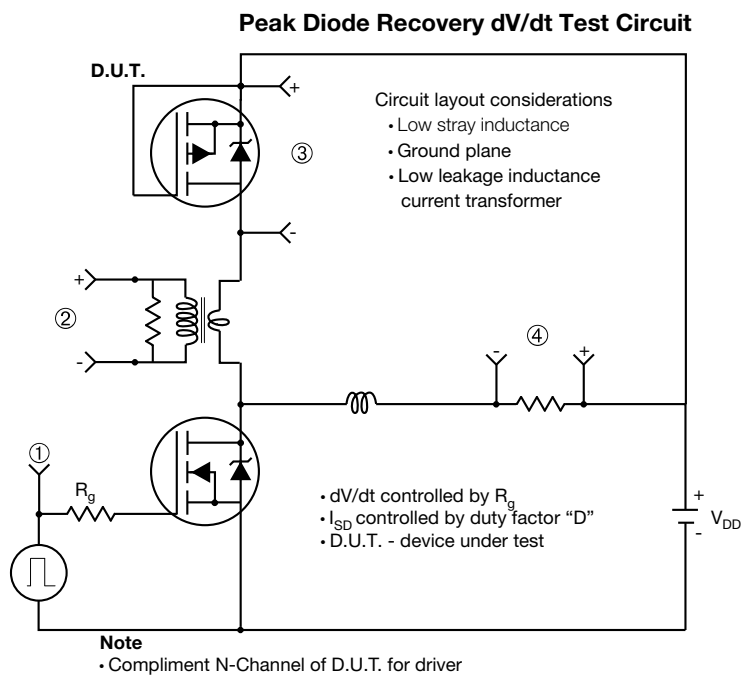 Peak Diode Recovery dV/dt Test Circuit
D.U.T.
+
Circuit layout considerations
• Low stray inductance
③
• Ground plane
• Low leakage inductance
current transformer
-
+
②
-
- ④ +
①
Rg
• dV/dt controlled by Rg
• ISD controlled by duty factor “D”
• D.U.T. - device under test
+
VDD
-
Note
• Compliment N-Channel of D.U.T. for driver